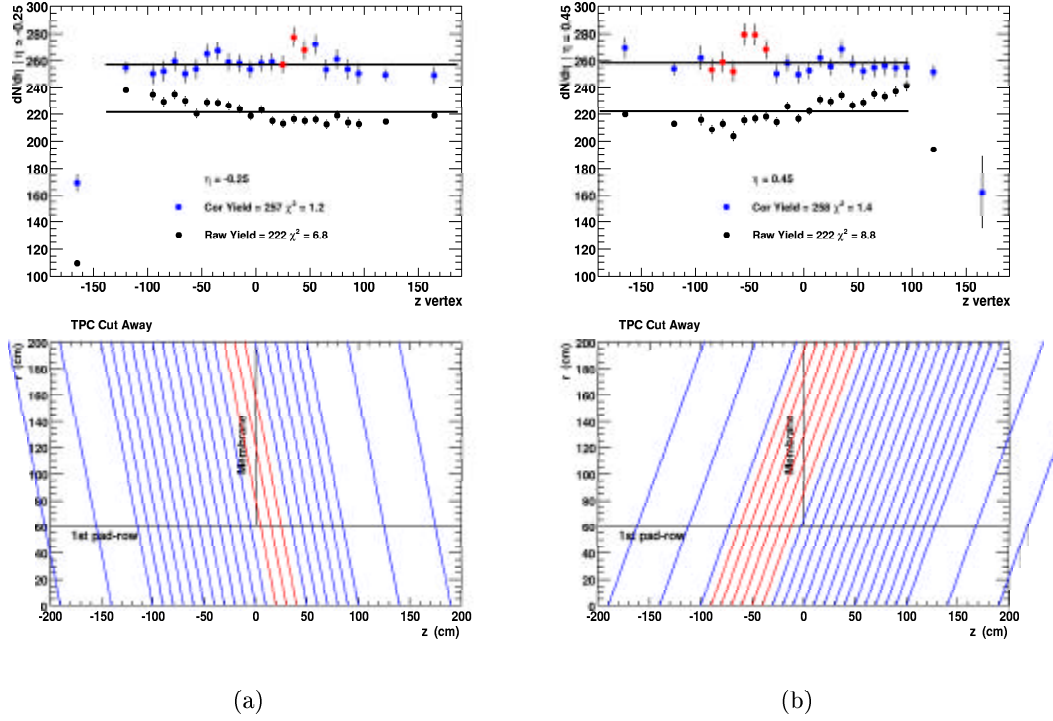 dN/dη | η = -0.25
300
280
260
240
220
200
180
160
140
120
100
η = -0.25
Cor Yield = 257 χ² = 1.2
Raw Yield = 222 χ² = 6.8
-150 -100 -50 0 50 100 150
z vertex
dN/dη | η = 0.45
300
280
260
240
220
200
180
160
140
120
100
η = 0.45
Cor Yield = 258 χ² = 1.4
Raw Yield = 222 χ² = 8.8
-150 -100 -50 0 50 100 150
z vertex
TPC Cut Away
r (cm)
200
180
160
140
120
100
80
60
40
20
0
Membrane
1st pad-row
-200 -150 -100 -50 0 50 100 150 200
z (cm)
TPC Cut Away
r (cm)
200
180
160
140
120
100
80
60
40
20
0
Membrane
1st pad-row
-200 -150 -100 -50 0 50 100 150 200
z (cm)
(a)
(b)